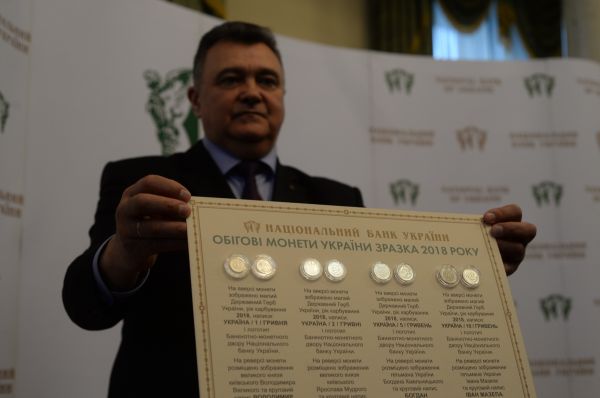 НАЦІОНАЛЬНИЙ БАНК УКРАЇНИ
ОБІГОВІ МОНЕТИ УКРАЇНИ ЗРАЗКА 2018 РОКУ
На аверсі монети
зображено малий
Державний Герб
України, рік карбування
2018, написи:
УКРАЇНА / 1 / ГРИВНЯ
і логотип
Банкнотно-монетного
двору Національного
банку України.
На реверсі монети
розміщено зображення
великого князя
київського Володимира
Великого та круговий
На аверсі монети
зображено малий
Державний Герб
України, рік карбування
2018, написи:
УКРАЇНА / 2 / ГРИВНІ
і логотип
Банкнотно-монетного
двору Національного
банку України.
На реверсі монети
розміщено зображення
великого князя
київського
Ярослава Мудрого
На аверсі монети
зображено малий
Державний Герб
України, рік карбування
2018, написи:
УКРАЇНА / 5 / ГРИВЕНЬ
і логотип
Банкнотно-монетного
двору Національного
банку України.
На реверсі монети
розміщено зображення
гетьмана України
Богдана Хмельницького
та круговий напис:
БОГДАН
На аверсі монети
зображено малий
Державний Герб
України, рік карбування
2018, написи:
УКРАЇНА / 10 / ГРИВЕНЬ
і логотип
Банкнотно-монетного
двору Національного
банку України.
На реверсі монети
розміщено зображення
гетьмана України
Івана Мазепи
та круговий напис:
ІВАН МАЗЕПА
NATIONAL BANK
OF UKRAINE
НАЦІОНАЛЬНИЙ
БАНК УКРАЇНИ